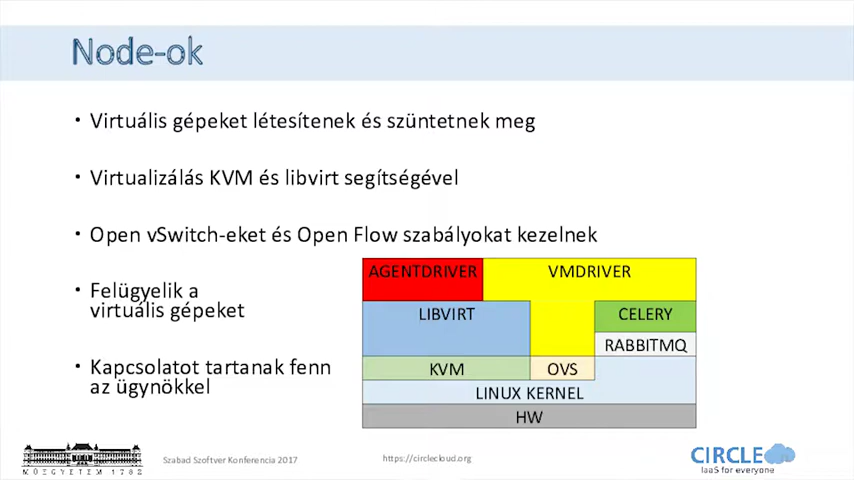 Node-ok
• Virtuális gépeket létesítenek és szüntetnek meg
• Virtualizálás KVM és libvirt segítségével
• Open vSwitch-eket és Open Flow szabályokat kezelnek
• Felügyelik a
virtuális gépeket
• Kapcsolatot tartanak fenn
az ügynökkel
AGENTDRIVER
VMDRIVER
LIBVIRT
CELERY
RABBITMQ
KVM
OVS
LINUX KERNEL
HW
MŰEGYETEM 1782
Szabad Szoftver Konferencia 2017
https://circlecloud.org
CIRCLE
IaaS for everyone